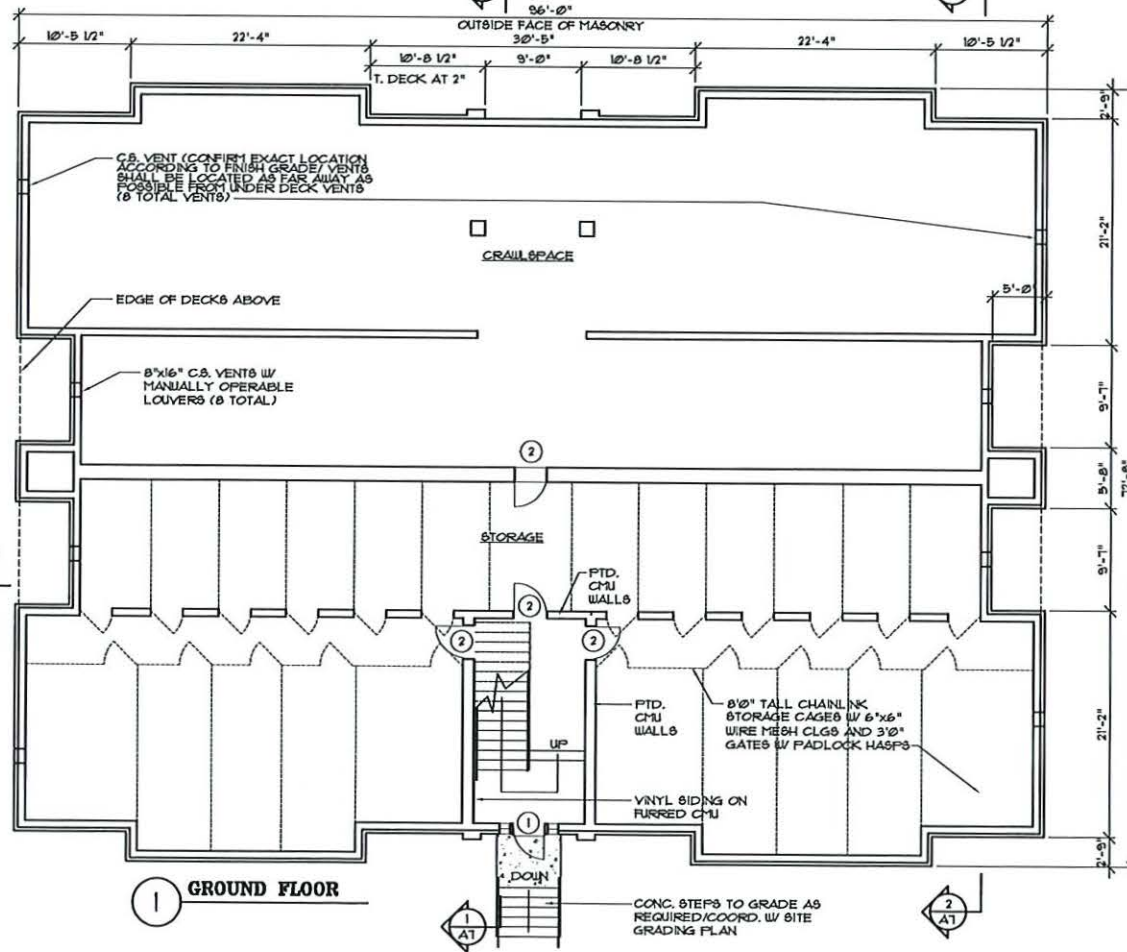 96'-0"
OUTSIDE FACE OF MASONRY
10'-5 1/2"
22'-4"
30'-5"
22'-4"
10'-5 1/2"
10'-8 1/2"
9'-0"
10'-8 1/2"
T. DECK AT 2"
2'-9"
C.S. VENT (CONFIRM EXACT LOCATION
ACCORDING TO FINISH GRADE/ VENTS
SHALL BE LOCATED AS FAR AWAY AS
POSSIBLE FROM UNDER DECK VENTS
(8 TOTAL VENTS)
21'-2"
CRAWLSPACE
EDGE OF DECKS ABOVE
5'-0"
8"x16" C.S. VENTS W/
MANUALLY OPERABLE
LOUVERS (8 TOTAL)
9'-7"
2
5'-8"
72'-8"
STORAGE
9'-7"
PTD.
CMU
WALLS
2
2
2
PTD.
CMU
WALLS
8'0" TALL CHAINLINK
STORAGE CAGES W/ 6"x6"
WIRE MESH CLGS AND 3'0"
GATES W/ PADLOCK HASPS
21'-2"
UP
VINYL SIDING ON
FURRED CMU
1
2'-9"
DOWN
1 GROUND FLOOR
CONC. STEPS TO GRADE AS
REQUIRED/COORD. W/ SITE
GRADING PLAN
1
A7
2
A7